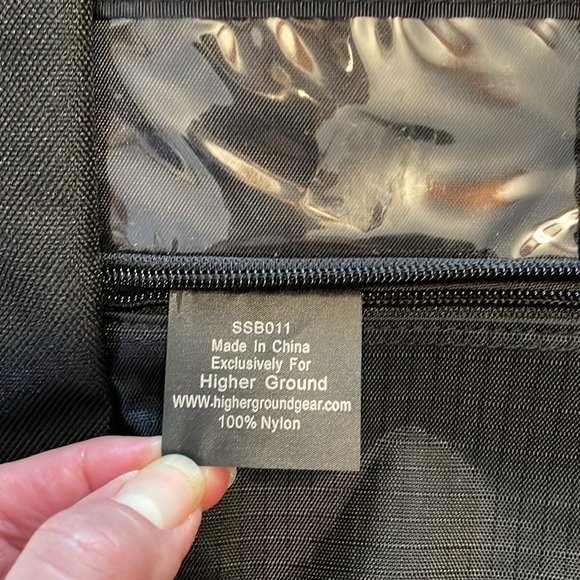 SSB011
Made In China
Exclusively For
Higher Ground
www.highergroundgear.com
100% Nylon